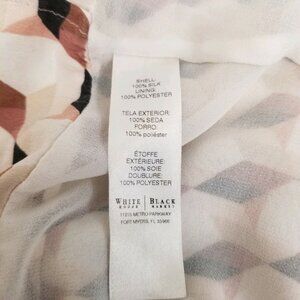 SHELL:
100% SILK
LINING:
100% POLYESTER
TELA EXTERIOR:
100% SEDA
FORRO:
100% poliéster
ÉTOFFE
EXTÉRIEURE:
100% SOIE
DOUBLURE:
100% POLYESTER
WHITE | BLACK
HOUSE | MARKET
11215 METRO PARKWAY
FORT MYERS, FL 33966